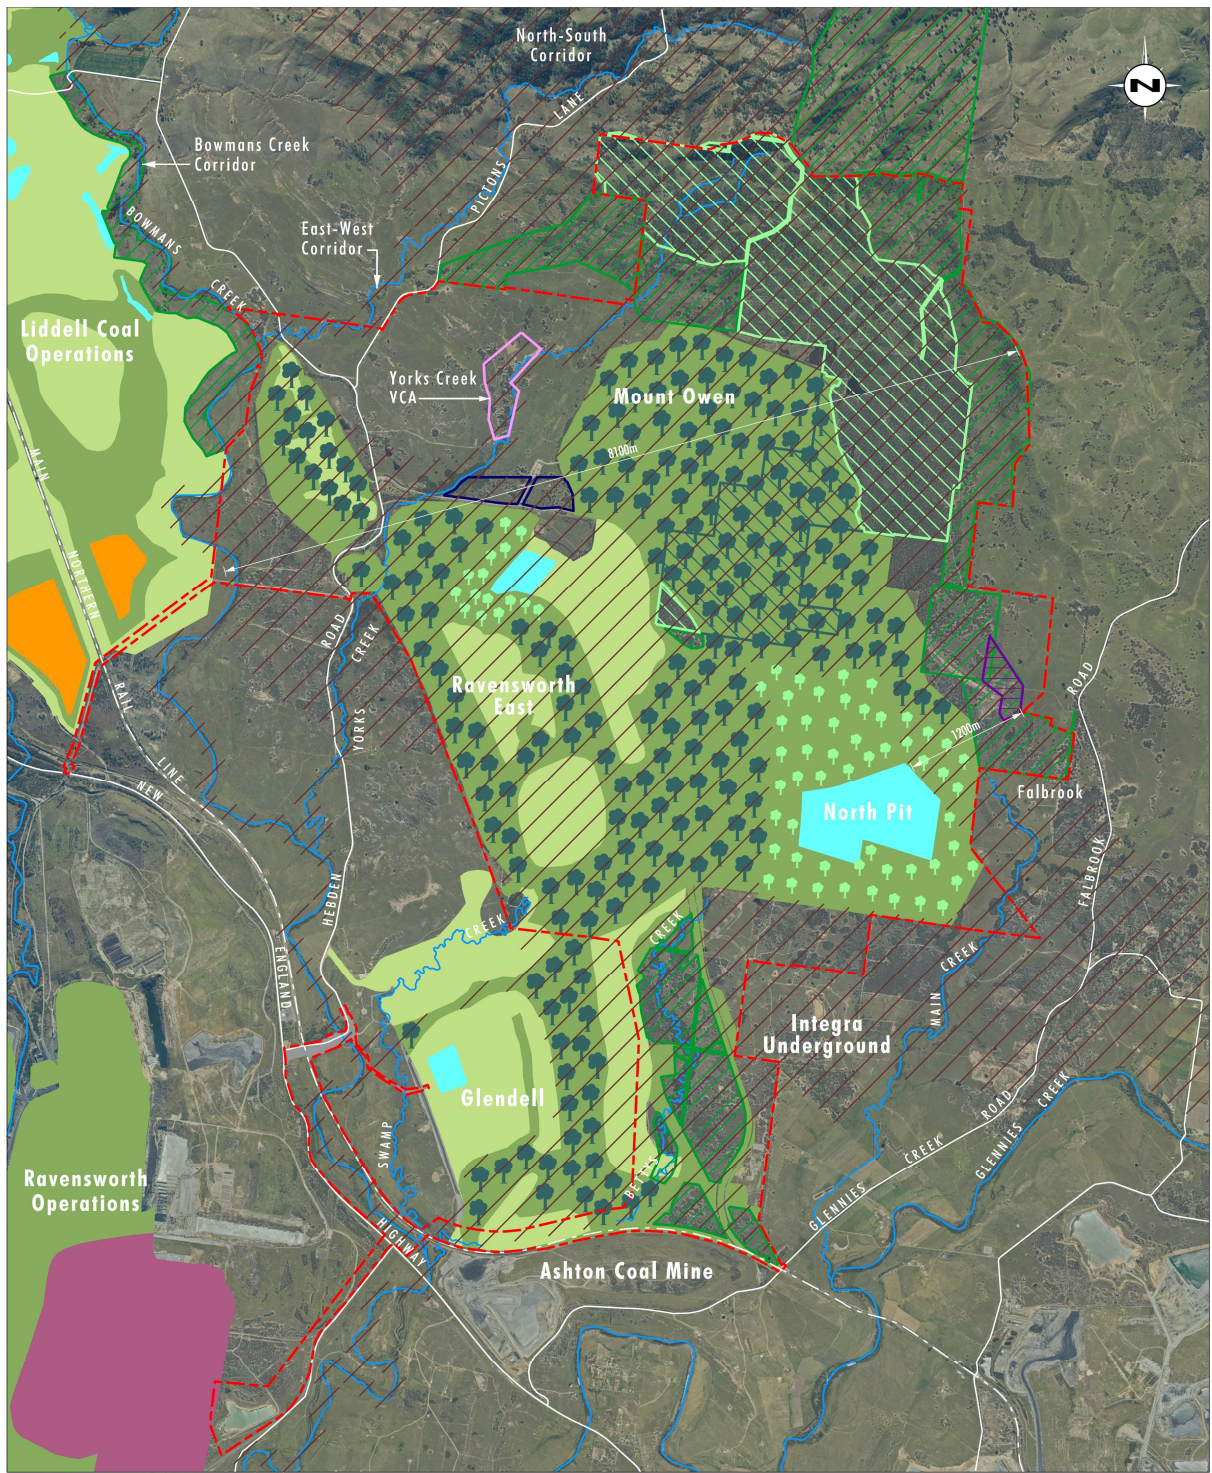 North-South
Corridor
N
LANE
Bowmans Creek
Corridor
PICTONS
BOWMANS
East-West
Corridor
CREEK
Liddell Coal
Operations
Yorks Creek
VCA
Mount Owen
8100m
MAIN
NORTHERN
ROAD
CREEK
ROAD
RAIL
Ravensworth
East
YORKS
1200m
LINE
NEW
Falbrook
North Pit
FALBROOK
HEBDEN
CREEK
CREEK
CREEK
ENGLAND
MAIN
Integra
Underground
Glendell
ROAD
CREEK
SWAMP
CREEK
GLENNIES
BETTYS
Ravensworth
Operations
GLENNIES
HIGHWAY
Ashton Coal Mine